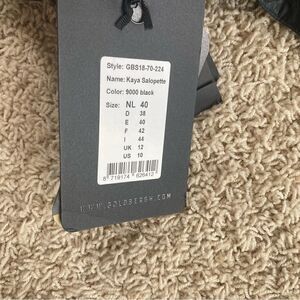 Style: GBS18-70-224
Name: Kaya Salopette
Color: 9000 black
Size: NL 40
D 38
E 40
F 42
I 44
UK 12
US 10
8 719174 626412
WWW.GOLDBERGH.COM